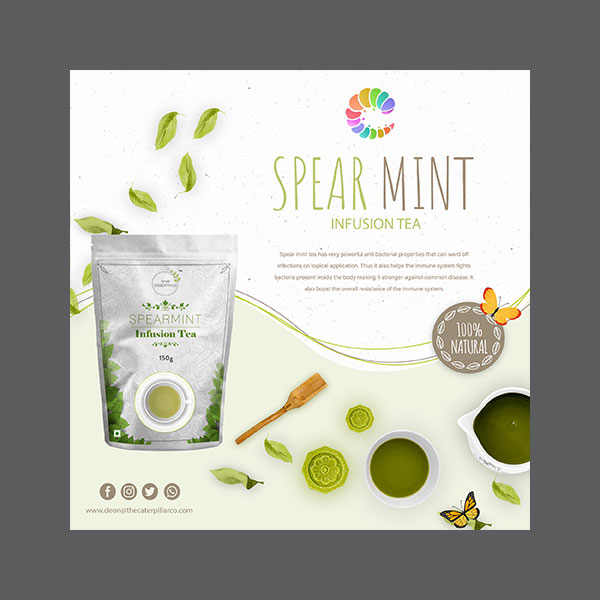 SPEAR MINT
INFUSION TEA
Spear mint tea has very powerful anti bacterial properties that can ward off
infections on topical application. Thus it also helps the immune system fights
bacteria present inside the body making it stronger against common disease. It
also boost the overall resistance of the immune system.
100%
NATURAL
SPEARMINT
Infusion Tea
150g
www.deon@thecaterpillarco.com